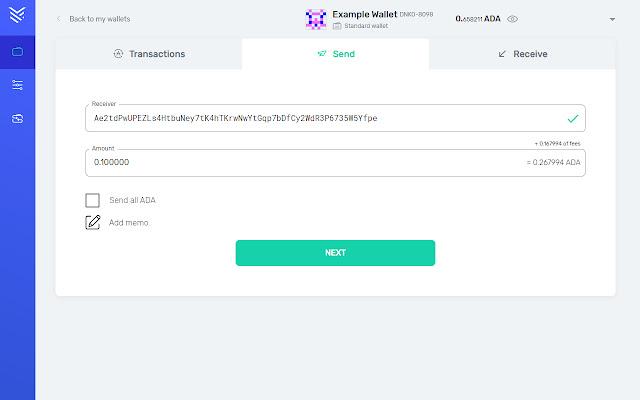 Back to my wallets
Example Wallet DNKO-8098
Standard wallet
0.658211 ADA
Transactions
Send
Receive
Receiver
Ae2tdPwUPEZLs4HtbuNey7tK4hTKrwNwYtGqp7bDfCy2WdR3P6735W5Yfpe
+ 0.167994 of fees
Amount
0.100000
= 0.267994 ADA
Send all ADA
Add memo
NEXT